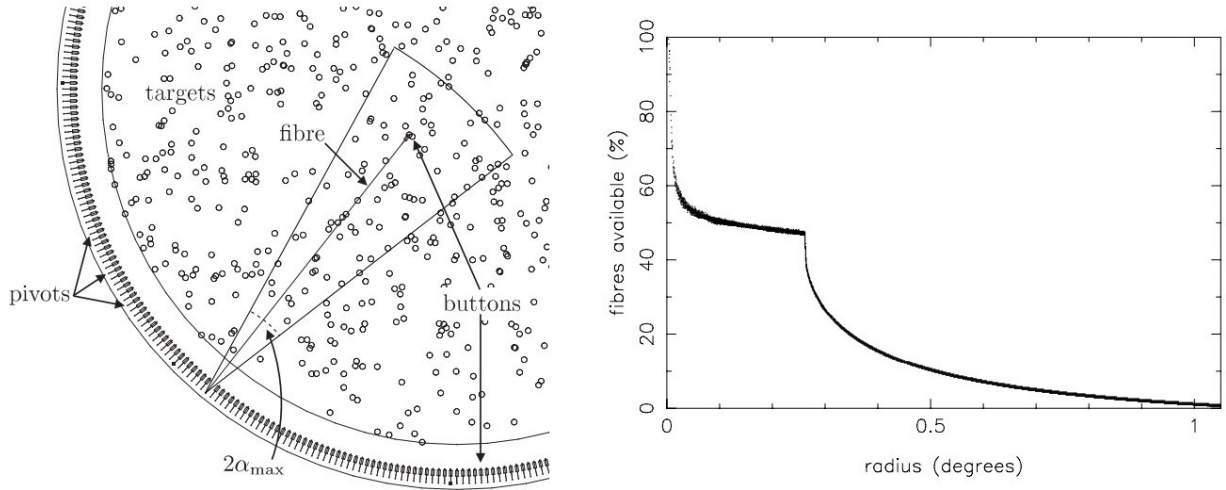 targets
fibre
pivots
buttons
2α_max
fibres available (%)
100
80
60
40
20
0
0
0.5
1
radius (degrees)